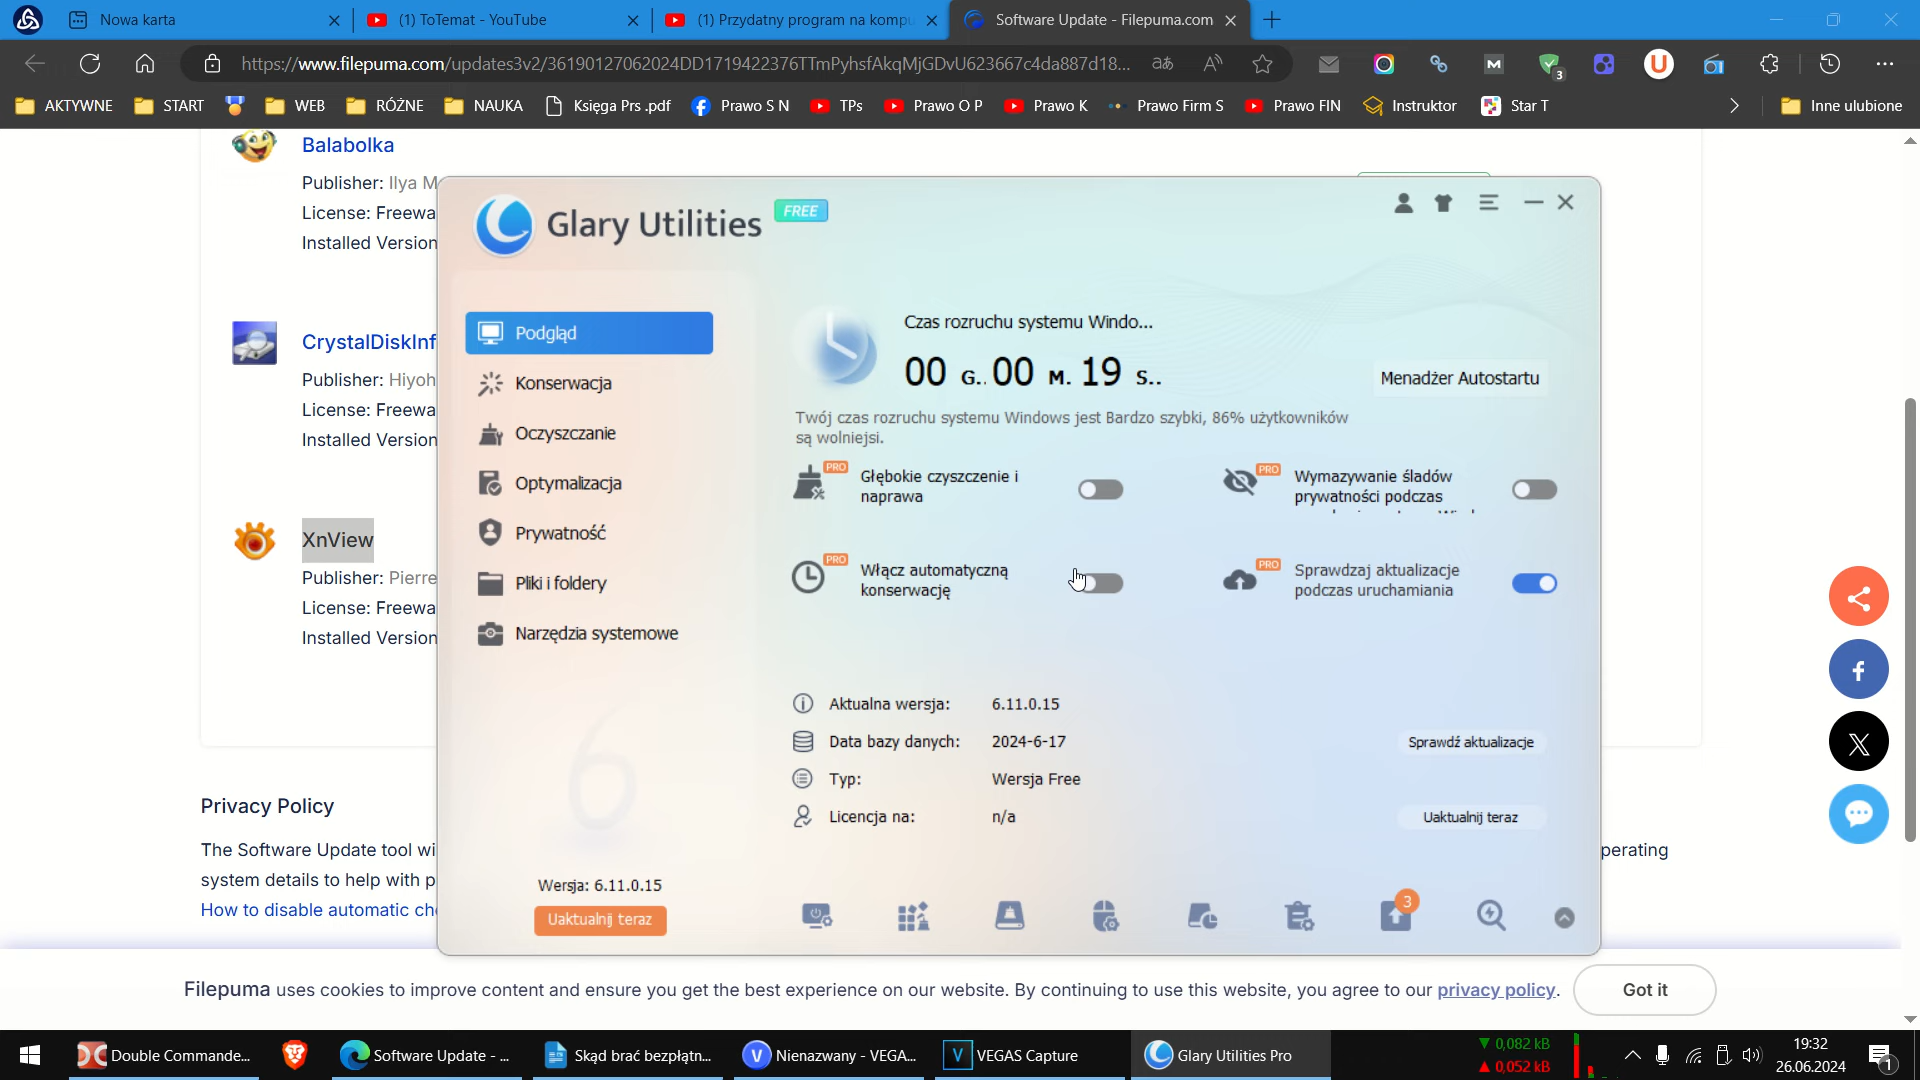 Nowa karta
(1) ToTemat - YouTube
(1) Przydatny program na kompu
Software Update - Filepuma.com
https://www.filepuma.com/updates3v2/36190127062024DD1719422376TTmPyhsfAkqMjGDvU623667c4da887d18...
aあ
3
AKTYWNE
START
WEB
RÓŻNE
NAUKA
Księga Prs .pdf
Prawo S N
TPs
Prawo O P
Prawo K
Prawo Firm S
Prawo FIN
Instruktor
Star T
Inne ulubione
Balabolka
Publisher: Ilya M
License: Freewa
Installed Version
CrystalDiskInf
Publisher: Hiyoh
License: Freewa
Installed Version
XnView
Publisher: Pierre
License: Freewa
Installed Version
Glary Utilities FREE
Podgląd
Konserwacja
Oczyszczanie
Optymalizacja
Prywatność
Pliki i foldery
Narzędzia systemowe
6
Wersja: 6.11.0.15
Uaktualnij teraz
Czas rozruchu systemu Windo...
00 G.. 00 M. 19 S..
Menadżer Autostartu
Twój czas rozruchu systemu Windows jest Bardzo szybki, 86% użytkowników
są wolniejsi.
PRO
Głębokie czyszczenie i
naprawa
PRO
Wymazywanie śladów
prywatności podczas
PRO
Włącz automatyczną
konserwację
PRO
Sprawdzaj aktualizacje
podczas uruchamiania
Aktualna wersja: 6.11.0.15
Data bazy danych: 2024-6-17
Sprawdź aktualizacje
Typ: Wersja Free
Licencja na: n/a
Uaktualnij teraz
3
Privacy Policy
The Software Update tool wi
perating
system details to help with p
How to disable automatic che
Filepuma uses cookies to improve content and ensure you get the best experience on our website. By continuing to use this website, you agree to our privacy policy.
Got it
Double Commande...
Software Update - ...
Skąd brać bezpłatn...
Nienazwany - VEGA...
VEGAS Capture
Glary Utilities Pro
0,082 kB
0,052 kB
19:32
26.06.2024
1